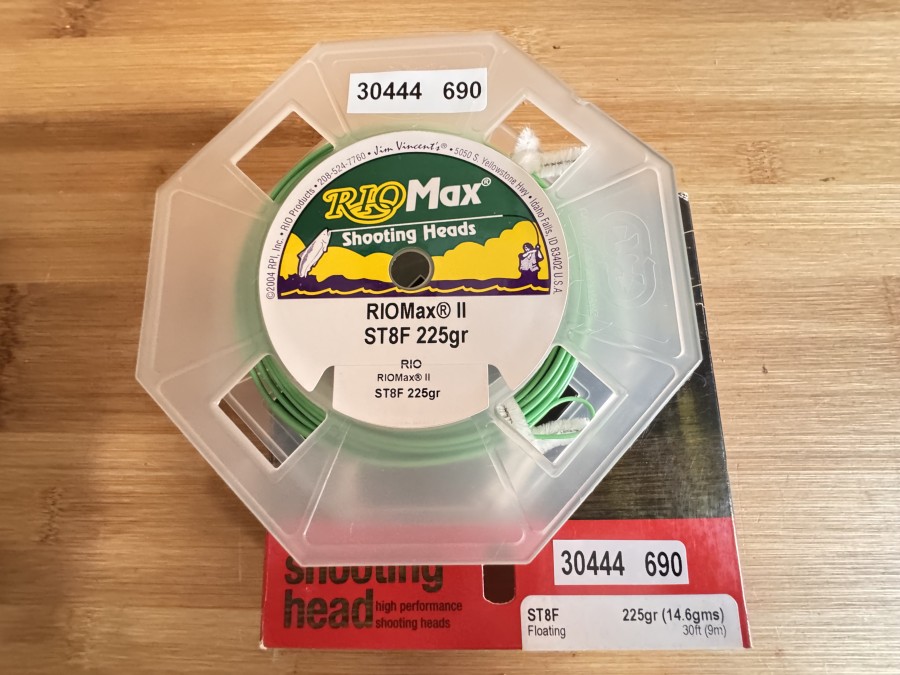 30444 690
©2004 RPI, Inc. • RIO Products • 208-524-7760 • Jim Vincent's® • 5050 S. Yellowstone Hwy • Idaho Falls, ID 83402 U.S.A.
RIOMax®
Shooting Heads
RIOMax® II
ST8F 225gr
RIO
RIOMax® II
ST8F 225gr
30444 690
shooting
head
high performance
shooting heads
ST8F 225gr (14.6gms)
Floating 30ft (9m)